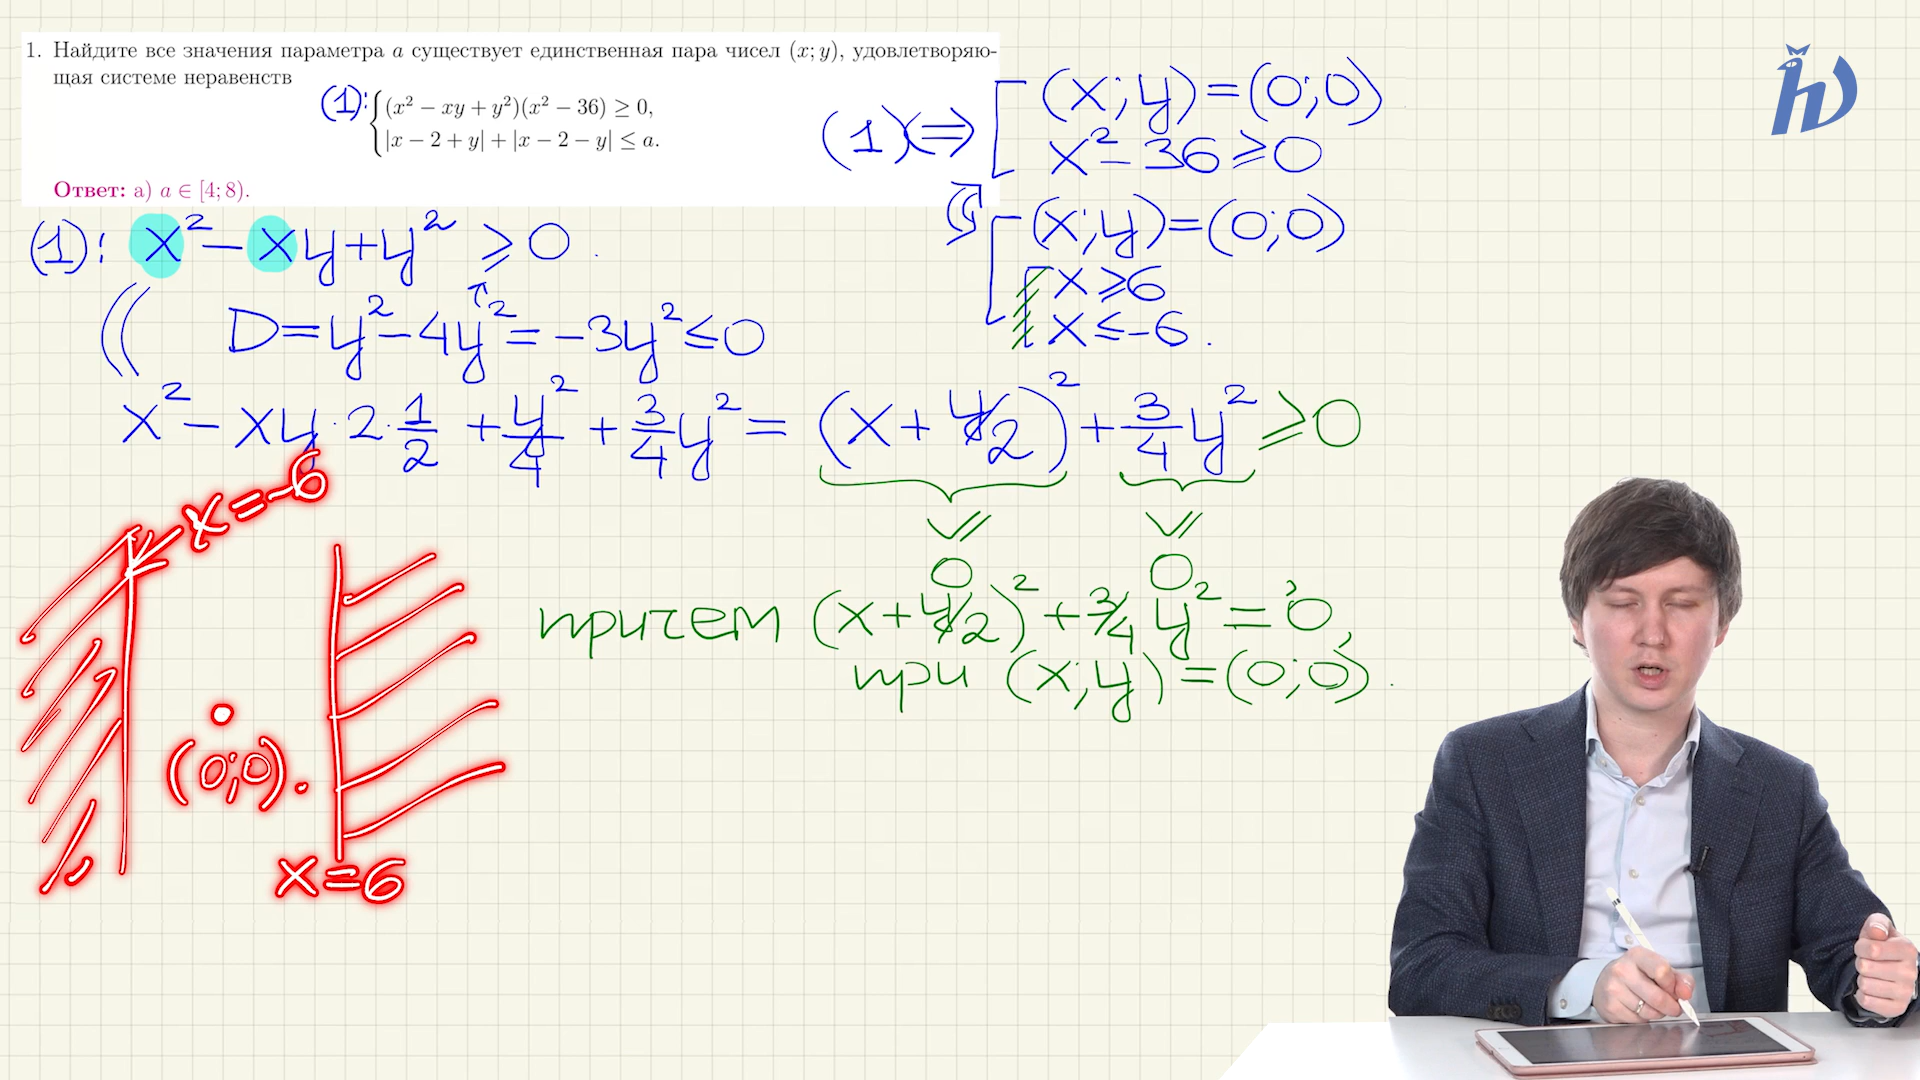 1. Найдите все значения параметра a существует единственная пара чисел (x; y), удовлетворяю-
щая системе неравенств
(1): { (x² − xy + y²)(x² − 36) ≥ 0,
|x − 2 + y| + |x − 2 − y| ≤ a.
Ответ: а) a ∈ [4; 8).
(1) ⟺ [ (x; y) = (0; 0)
x² − 36 ⩾ 0
⇕
[ (x; y) = (0; 0)
[ x ⩾ 6
x ≤ −6.
(1): x² − xy + y² ⩾ 0.
D = y² − 4y² = −3y² ≤ 0
x² − xy · 2 · 1/2 + y²/4 + 3/4 y² = (x + y/2)² + 3/4 y² ⩾ 0
⩾ ⩾
0 0
причем (x + y/2)² + 3/4 y² = 0,
при (x; y) = (0; 0).
x = −6
(0; 0).
x = 6